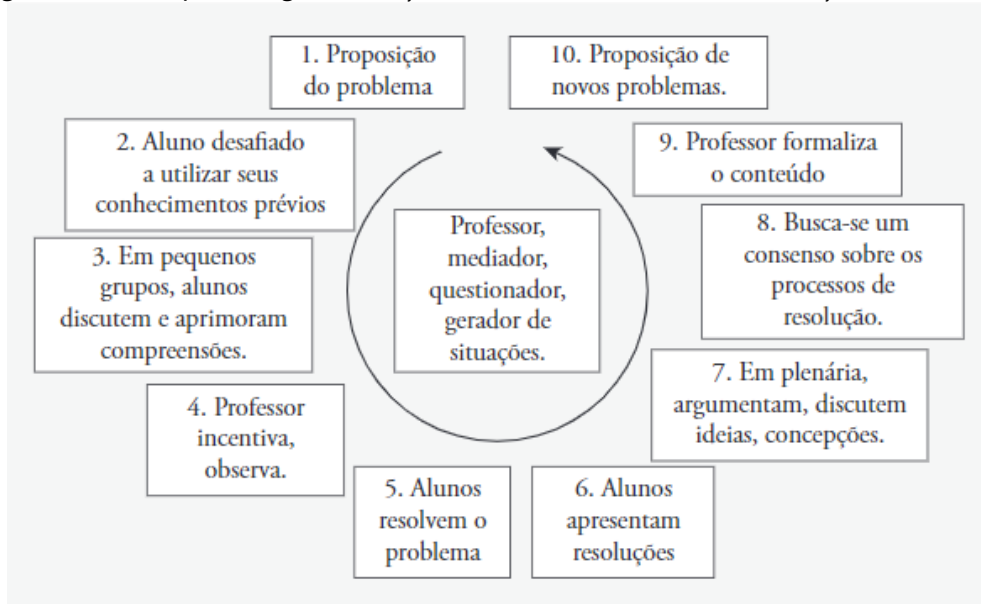 1. Proposição
do problema
2. Aluno desafiado
a utilizar seus
conhecimentos prévios
3. Em pequenos
grupos, alunos
discutem e aprimoram
compreensões.
4. Professor
incentiva,
observa.
5. Alunos
resolvem o
problema
6. Alunos
apresentam
resoluções
7. Em plenária,
argumentam, discutem
ideias, concepções.
8. Busca-se um
consenso sobre os
processos de
resolução.
9. Professor formaliza
o conteúdo
10. Proposição de
novos problemas.
Professor,
mediador,
questionador,
gerador de
situações.